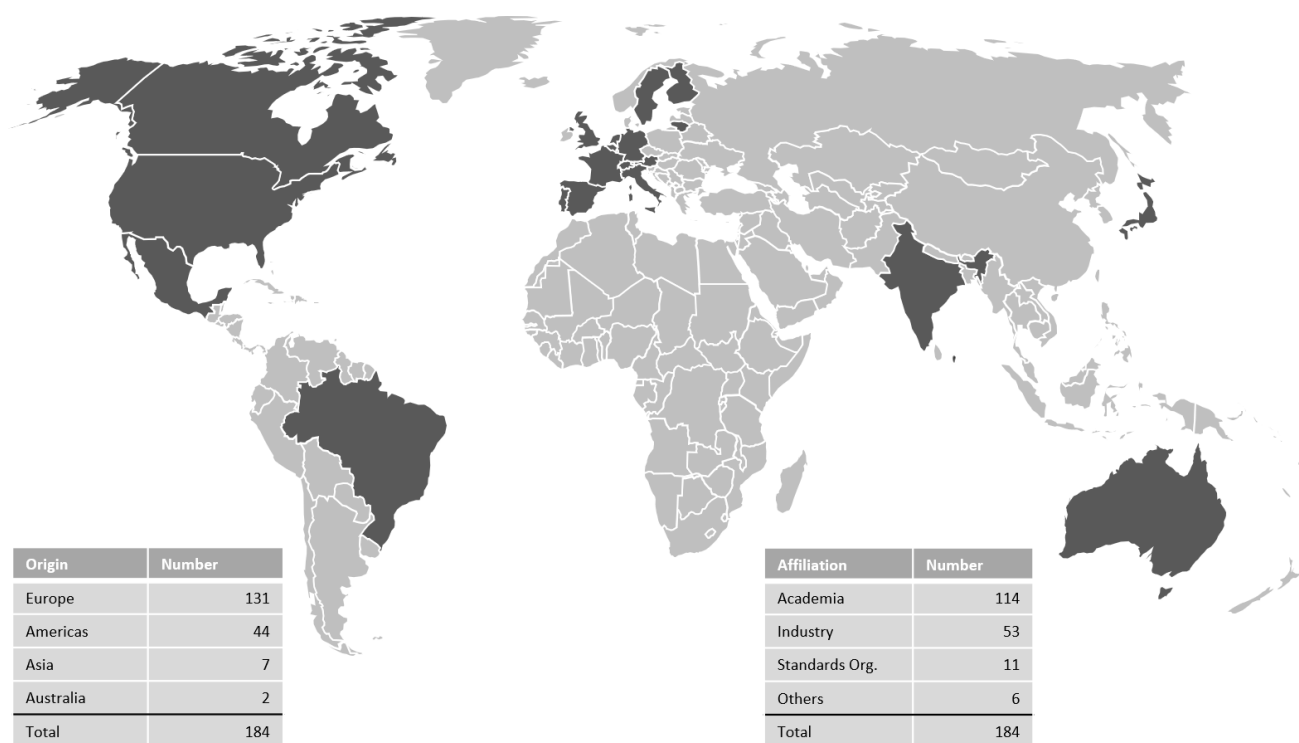 Origin Number
Europe 131
Americas 44
Asia 7
Australia 2
Total 184
Affiliation Number
Academia 114
Industry 53
Standards Org. 11
Others 6
Total 184